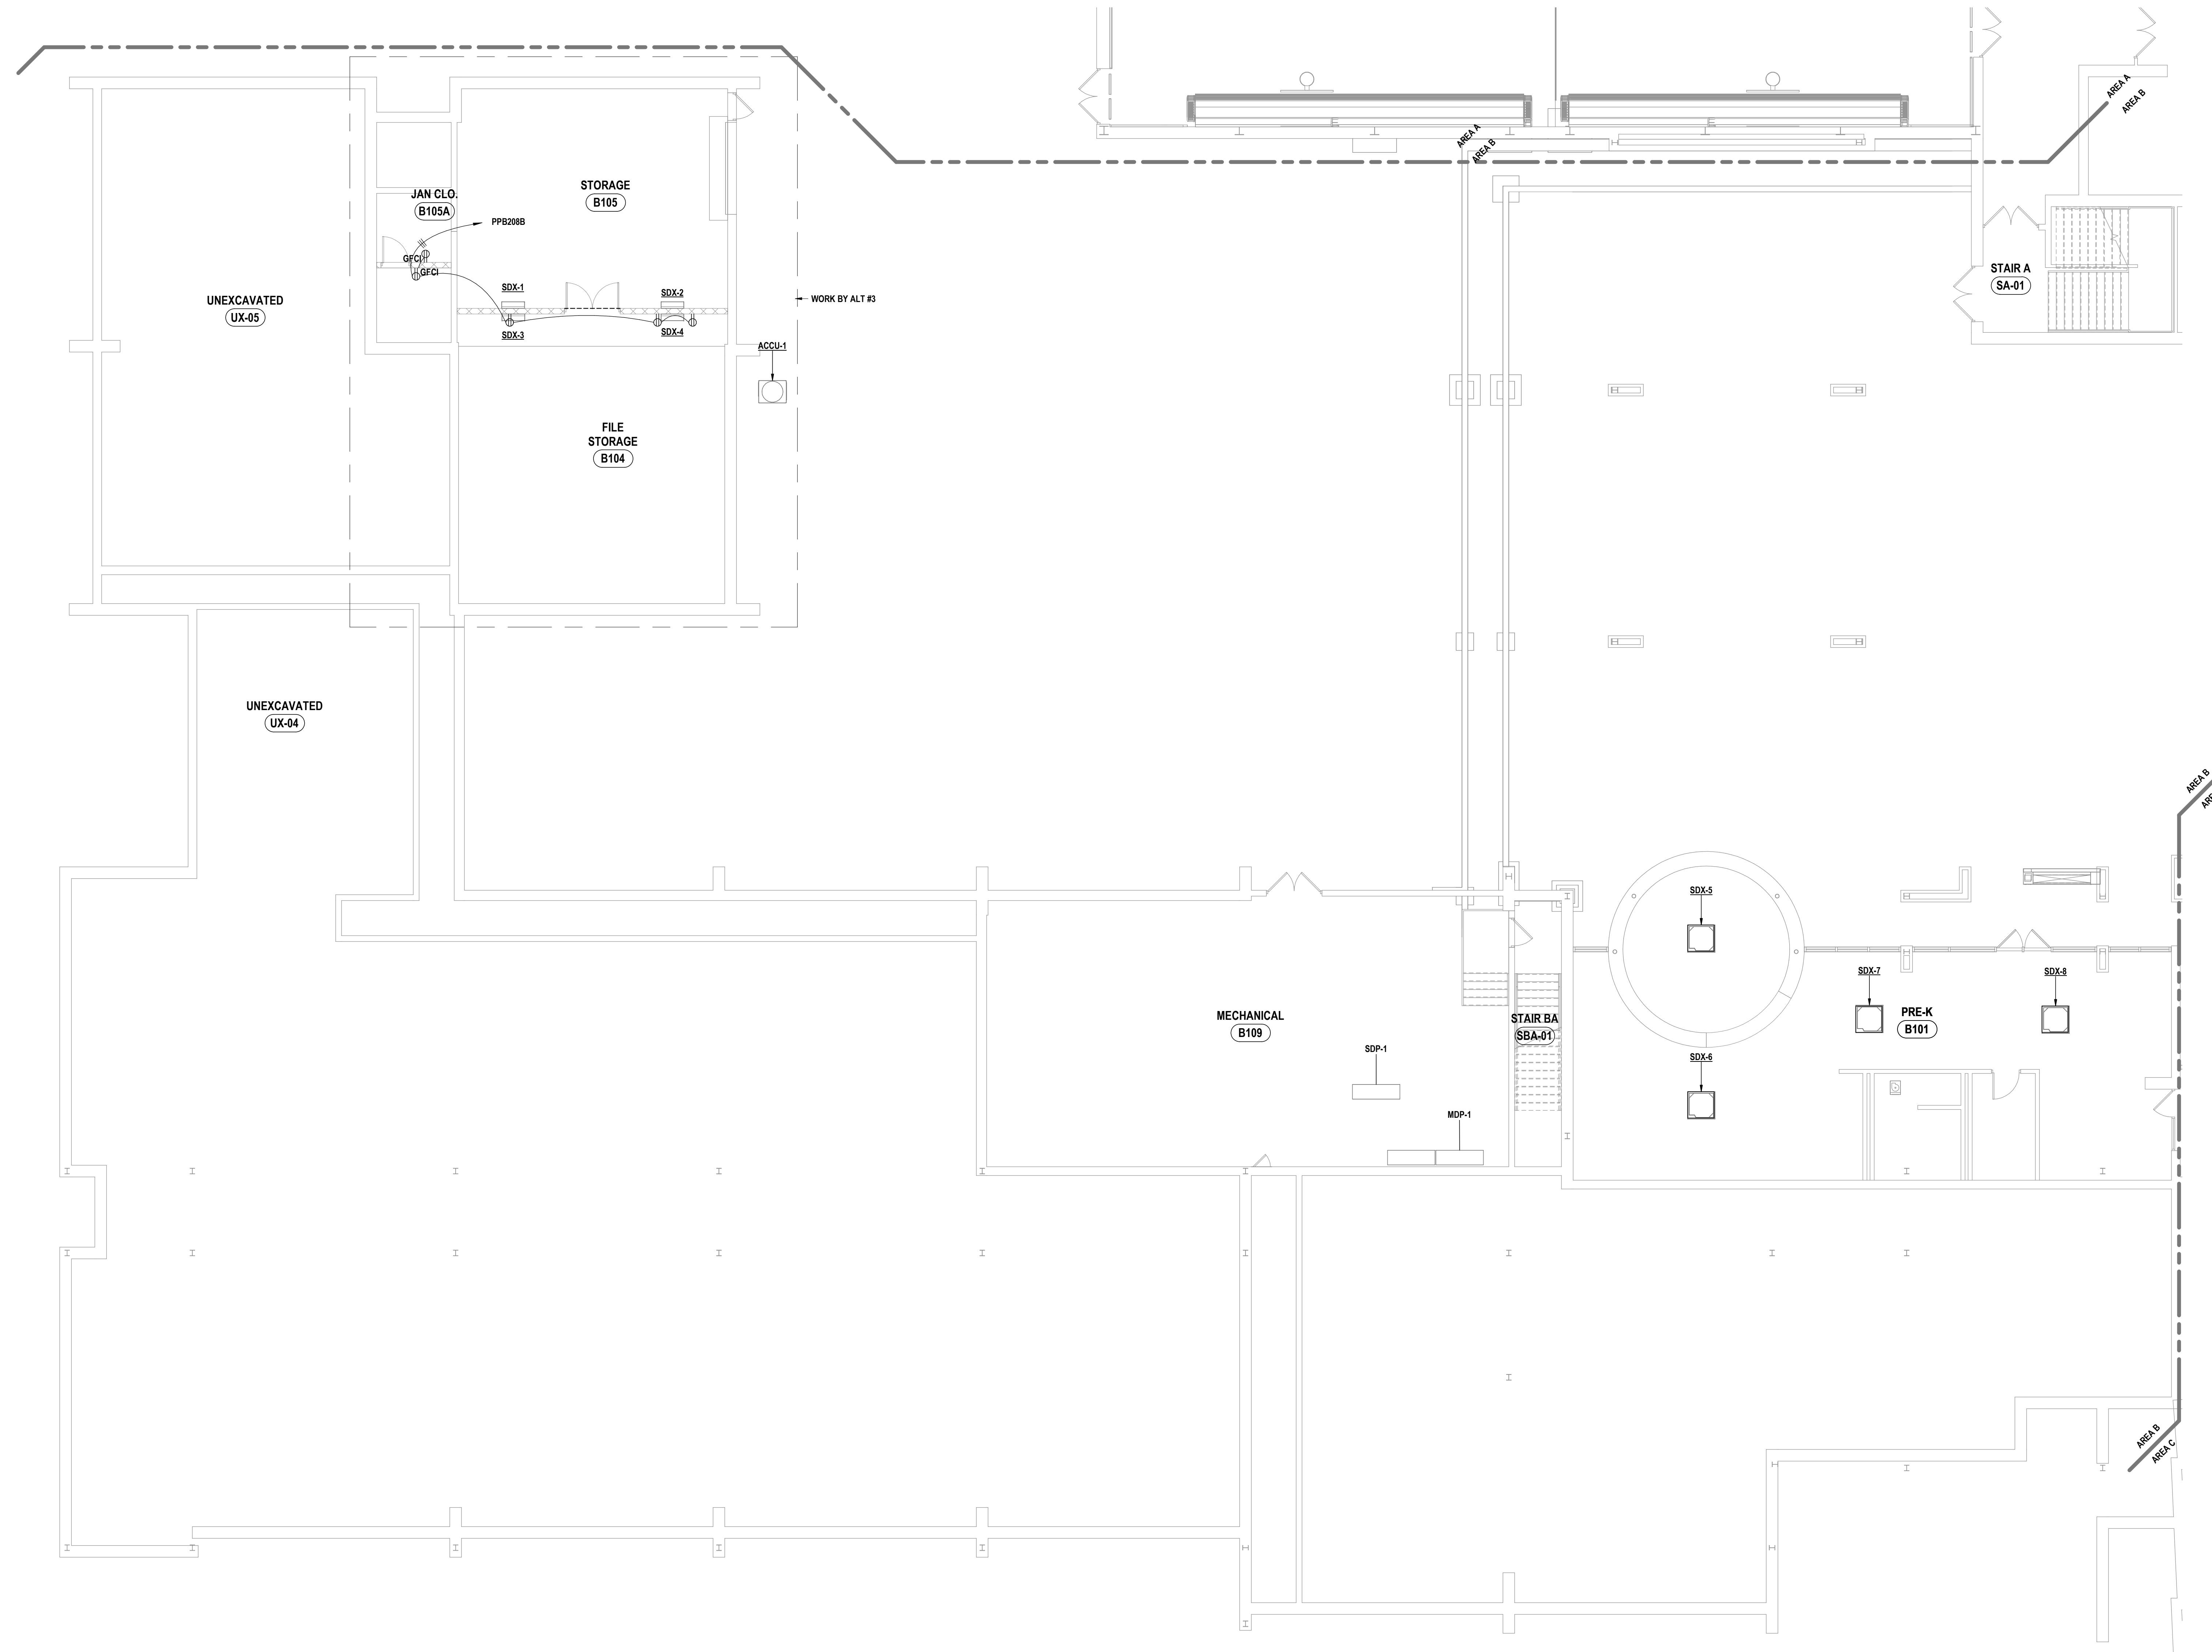 AREA A
AREA B
AREA A
AREA B
JAN CLO.
B105A
STORAGE
B105
PPB208B
GFCI
GFCI
SDX-1
SDX-2
SDX-3
SDX-4
WORK BY ALT #3
ACCU-1
UNEXCAVATED
UX-05
STAIR A
SA-01
FILE
STORAGE
B104
UNEXCAVATED
UX-04
AREA B
ARE
SDX-5
SDX-7
SDX-8
PRE-K
B101
MECHANICAL
B109
STAIR BA
SBA-01
SDP-1
SDX-6
MDP-1
AREA B
AREA C